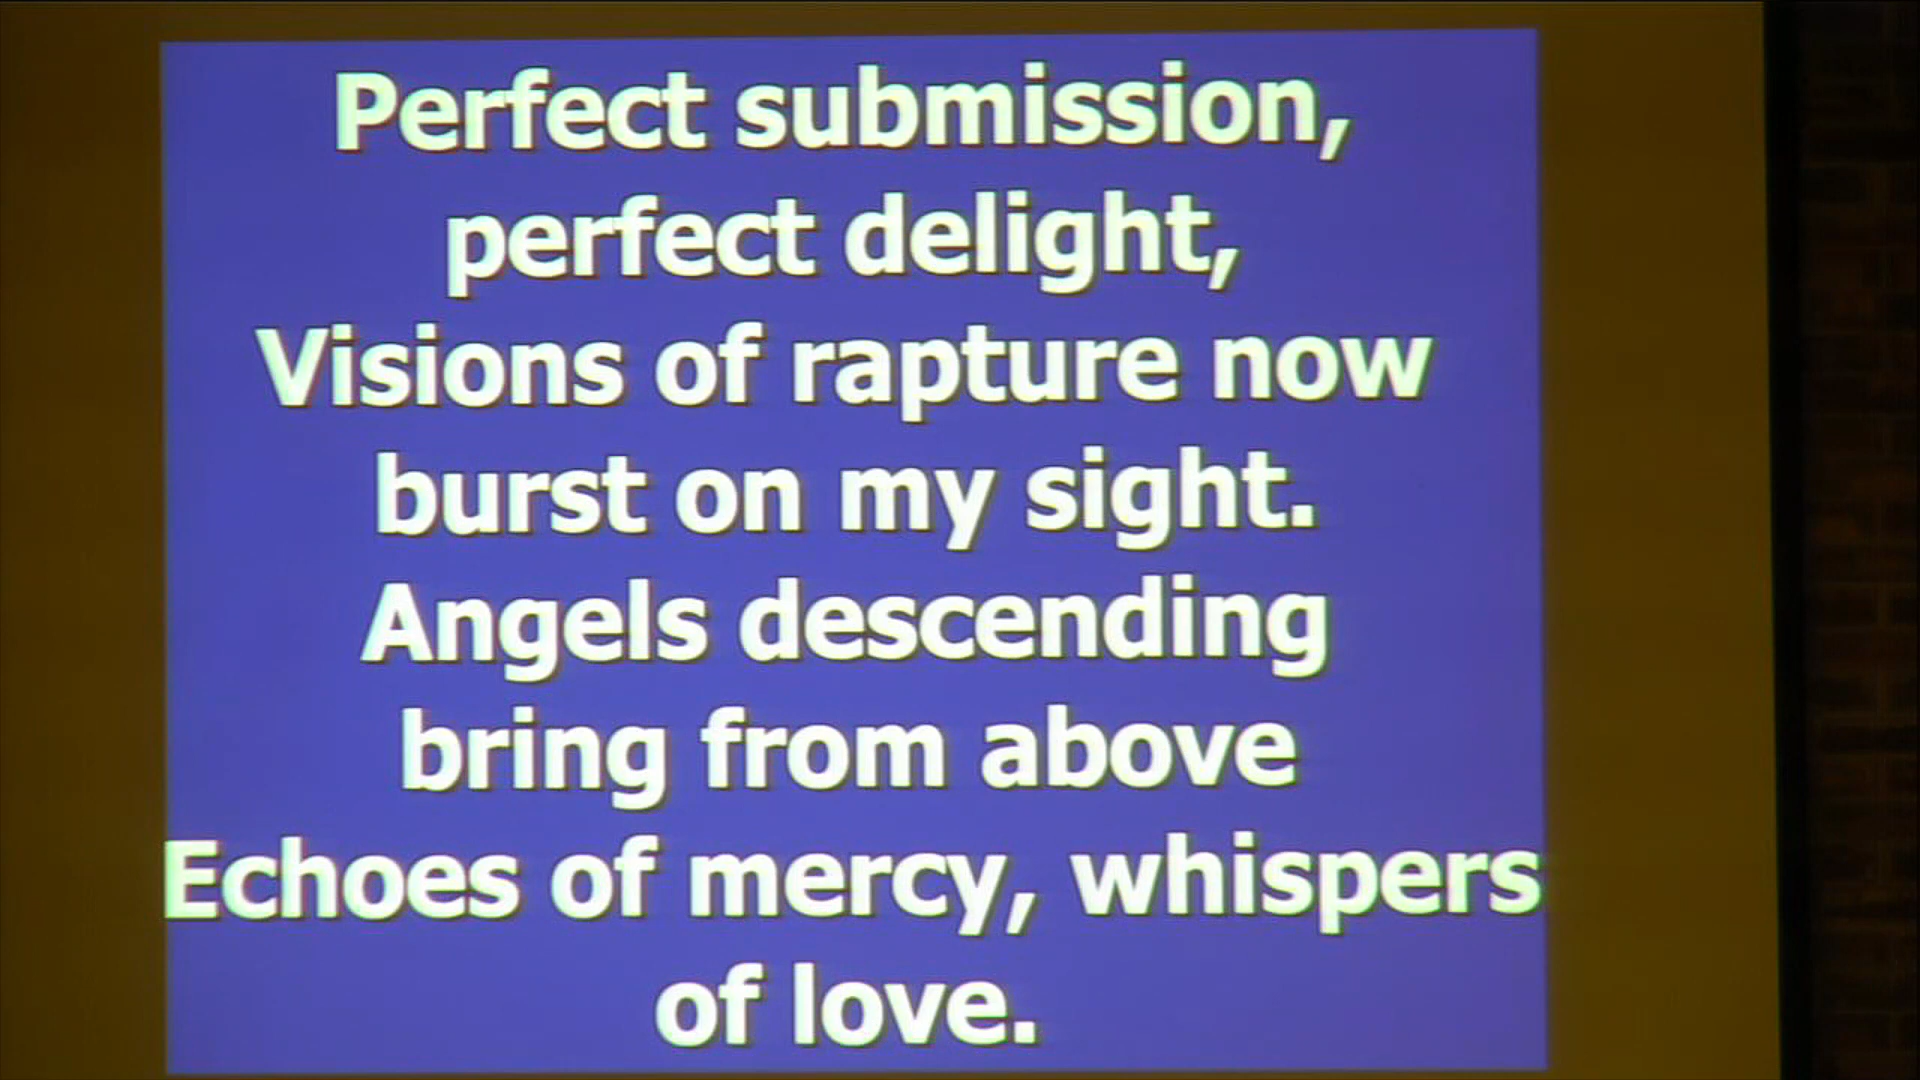 Perfect submission,
perfect delight,
Visions of rapture now
burst on my sight.
Angels descending
bring from above
Echoes of mercy, whispers
of love.